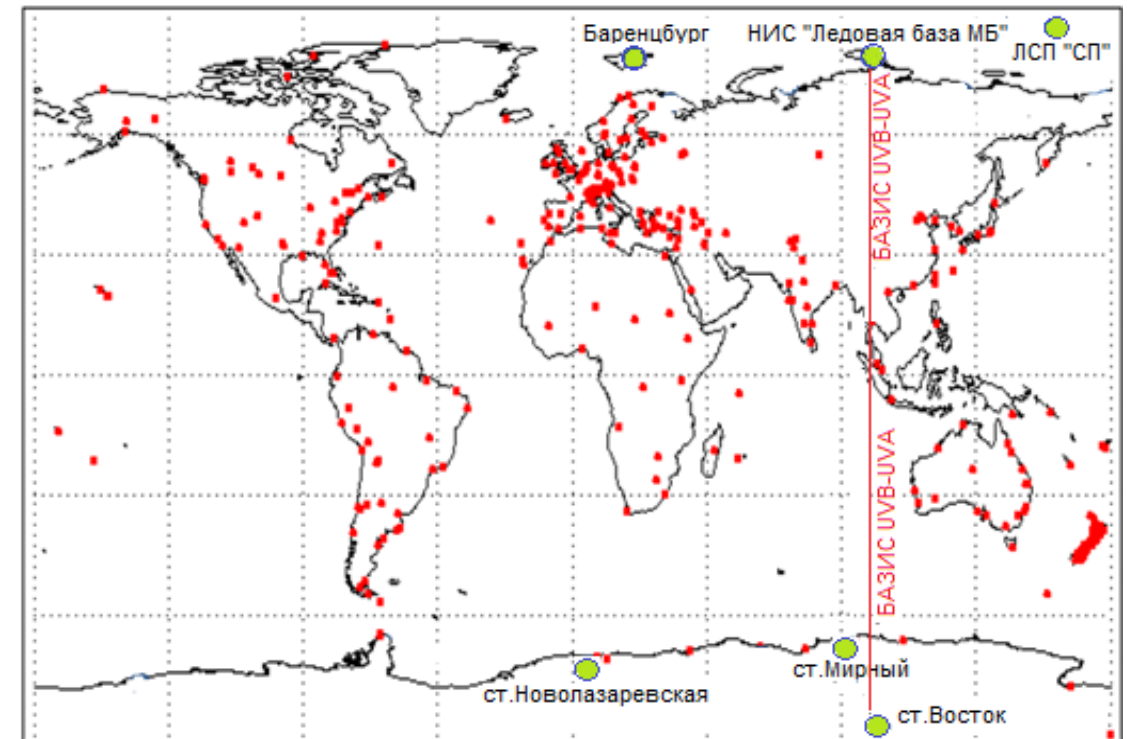 Баренцбург
НИС "Ледовая база МБ"
ЛСП "СП"
БАЗИС UVB-UVA
БАЗИС UVB-UVA
ст.Мирный
ст.Новолазаревская
ст.Восток